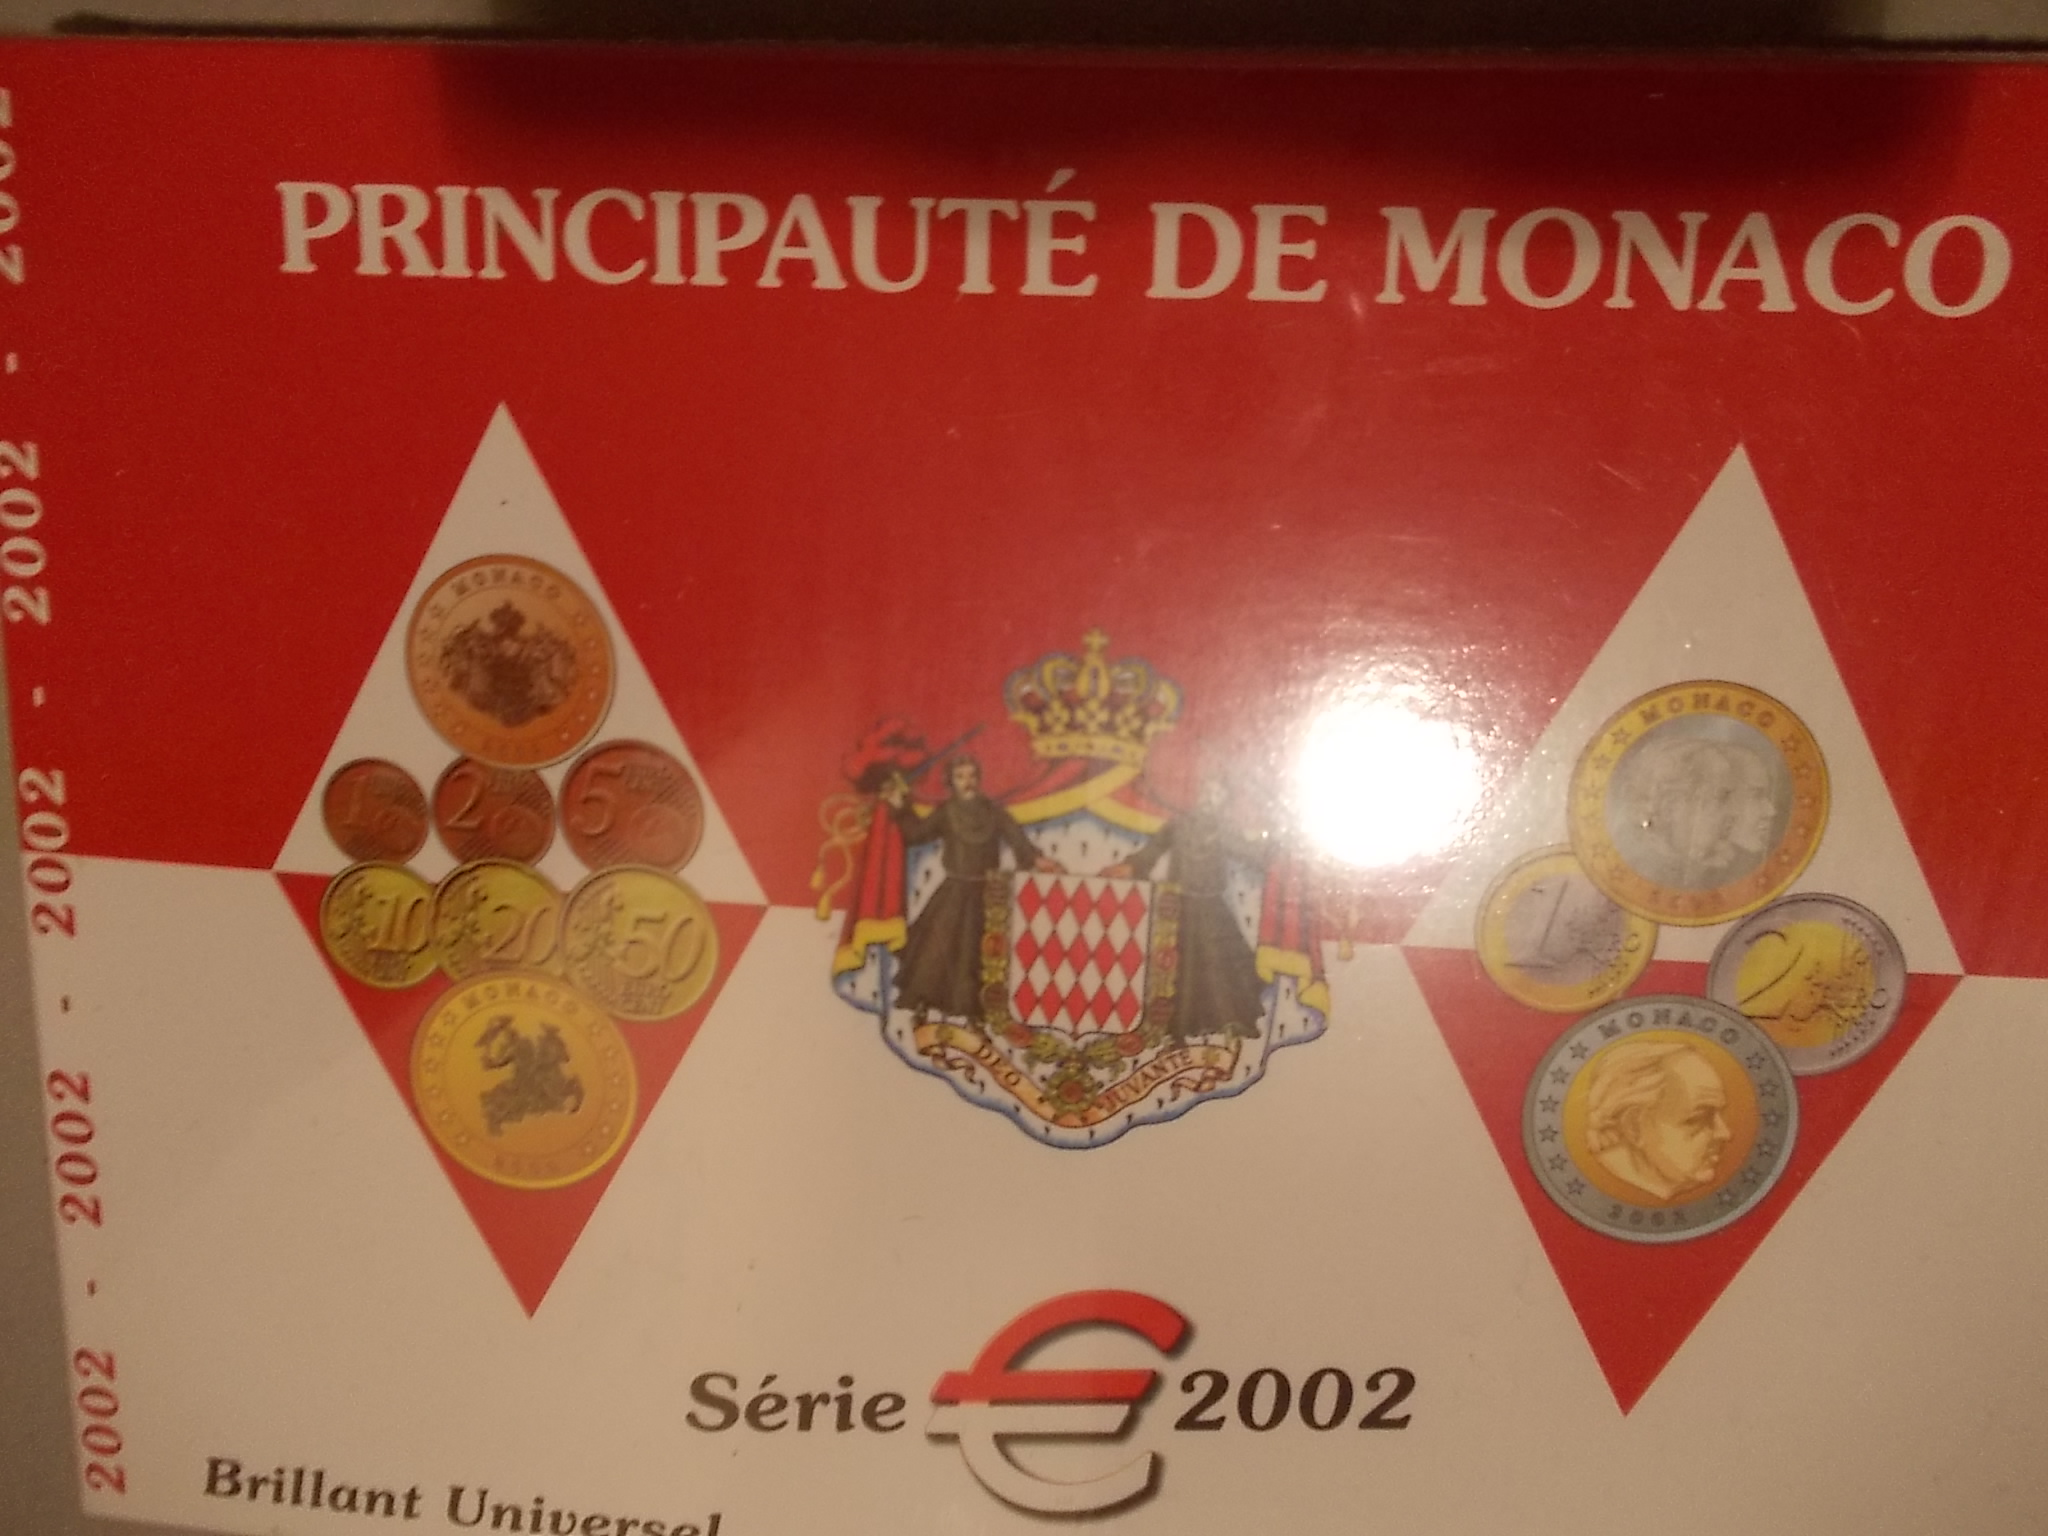 PRINCIPAUTÉ DE MONACO
2002 - 2002 - 2002 - 2002 - 2002
MONACO
1 2 5
10 20 50
MONACO
DEO JUVANTE
MONACO
1
2
MONACO
2002
Série € 2002
Brillant Universel